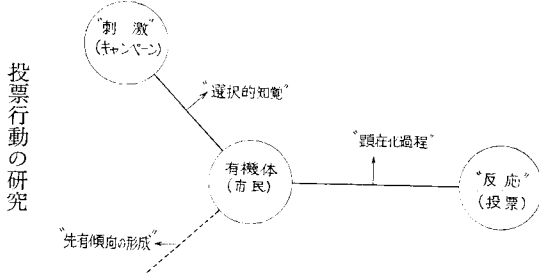 投票行動の研究
“刺激”
(キャンペーン)
“選択的知覚”
“顕在化過程”
有機体
(市民)
“反応”
(投票)
“先有傾向の形成”